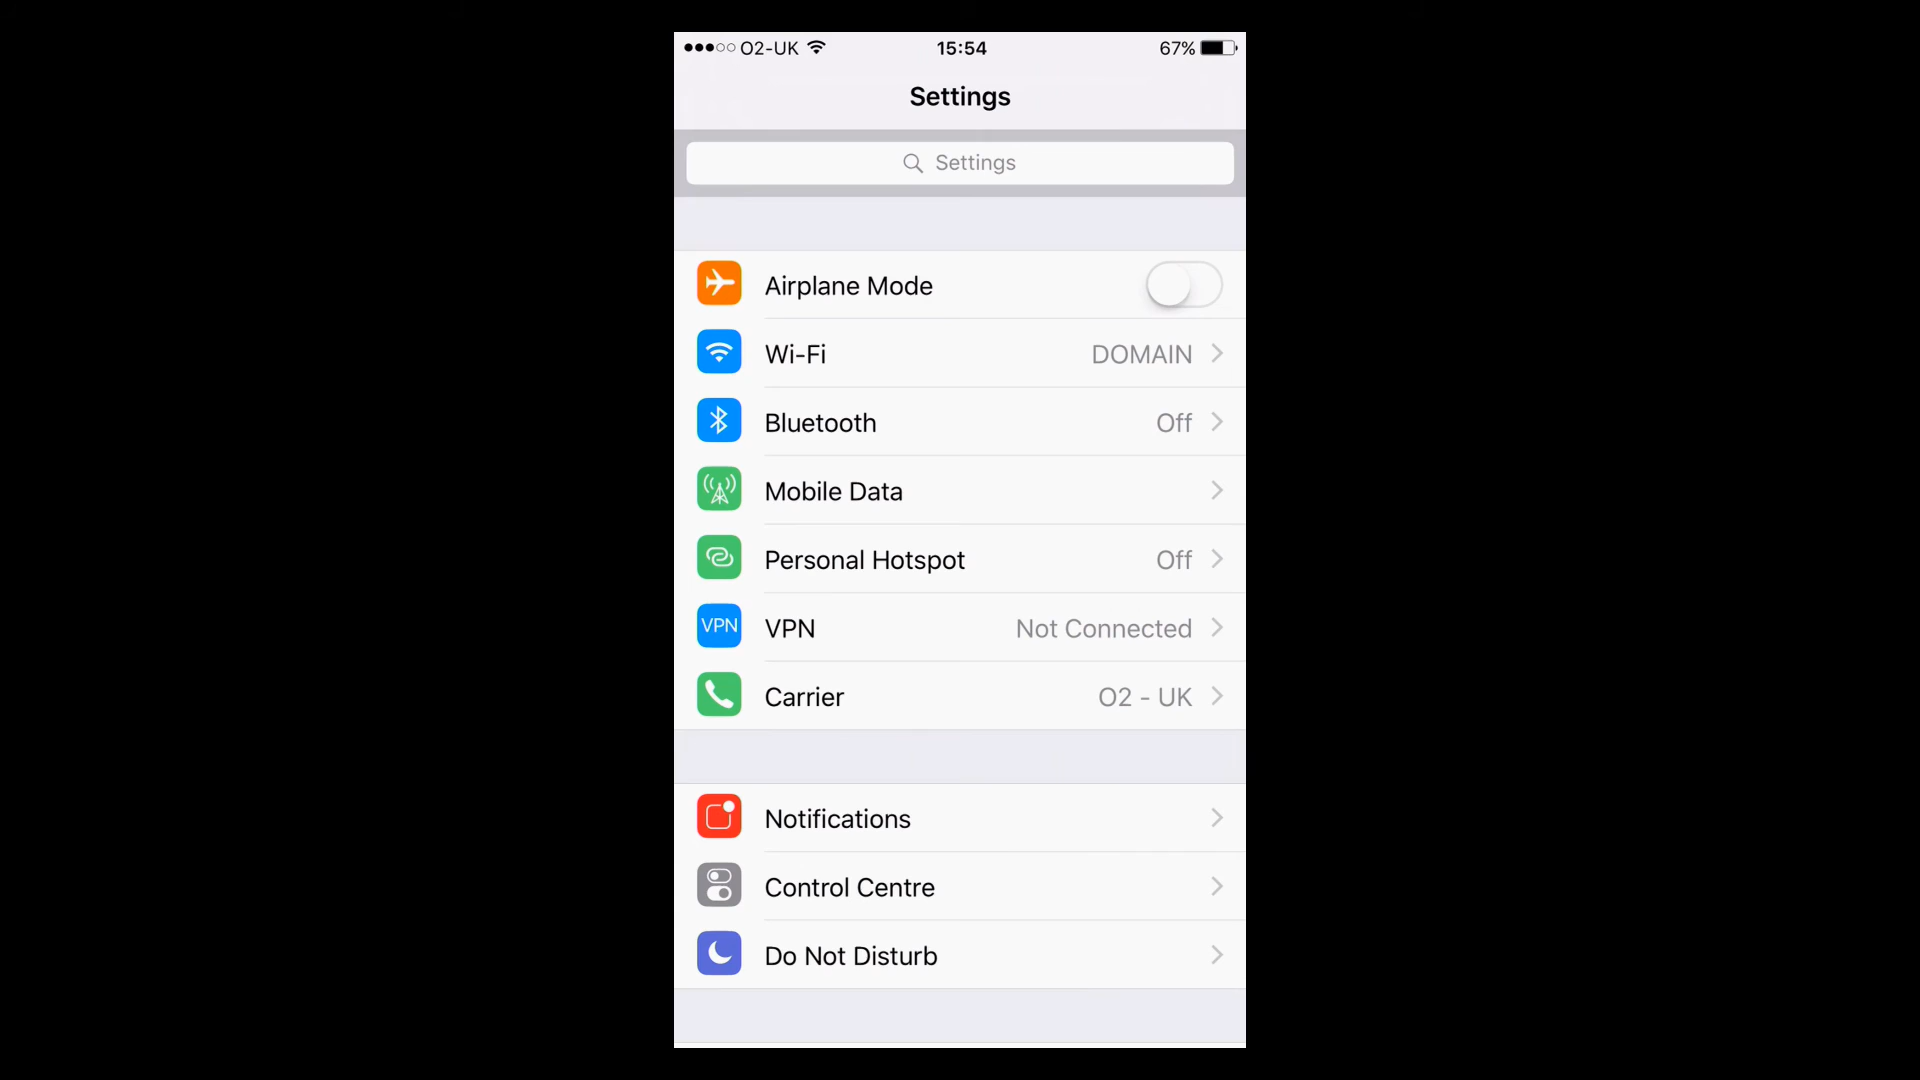 O2-UK 15:54 67%
Settings
Settings
Airplane Mode
Wi-Fi DOMAIN
Bluetooth Off
Mobile Data
Personal Hotspot Off
VPN VPN Not Connected
Carrier O2 - UK
Notifications
Control Centre
Do Not Disturb